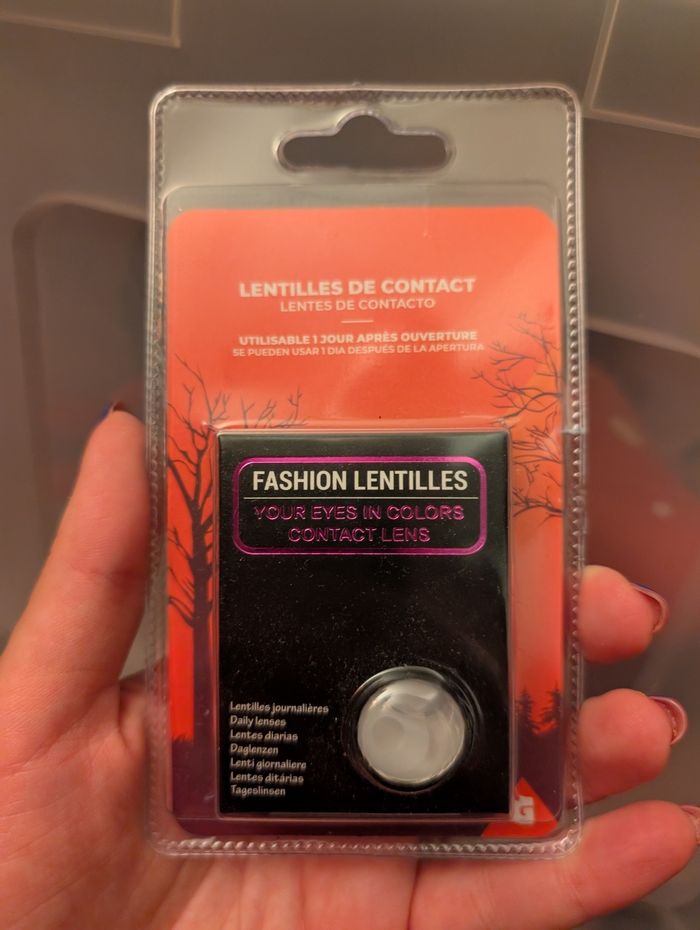 LENTILLES DE CONTACT
LENTES DE CONTACTO
UTILISABLE 1 JOUR APRÈS OUVERTURE
SE PUEDEN USAR 1 DIA DESPUÉS DE LA APERTURA
FASHION LENTILLES
YOUR EYES IN COLORS
CONTACT LENS
Lentilles journalières
Daily lenses
Lentes diarias
Daglenzen
Lenti giornaliere
Lentes ditárias
Tageslinsen
G